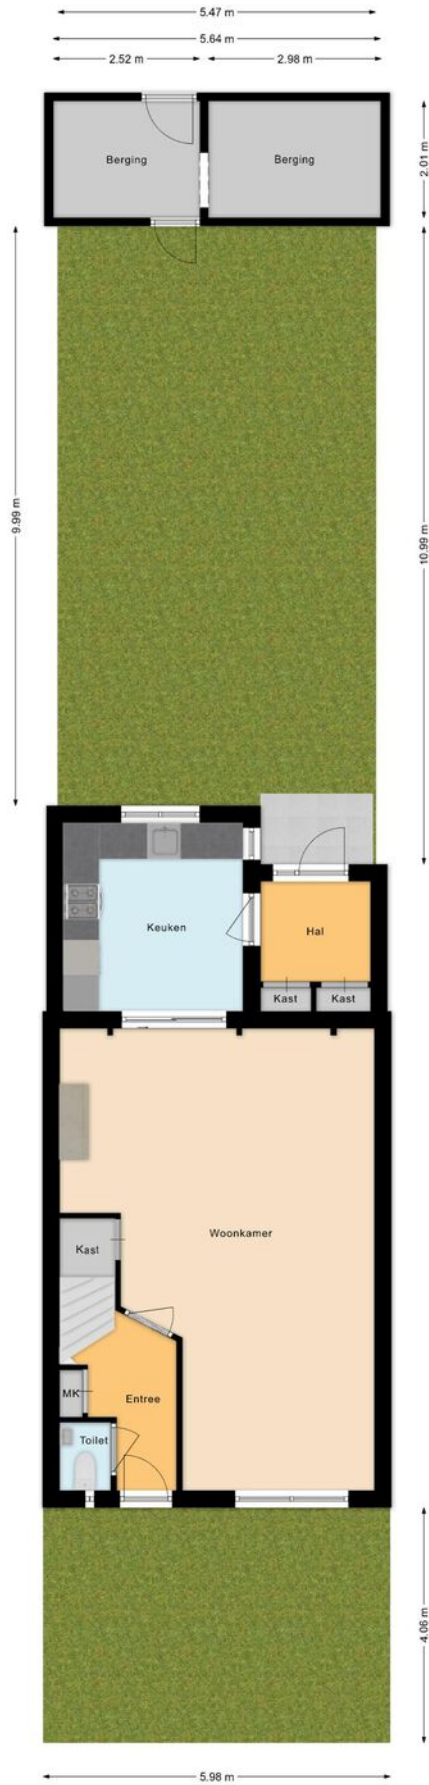 5.47 m
5.64 m
2.52 m
2.98 m
Berging
Berging
2.01 m
9.99 m
10.99 m
Keuken
Hal
Kast
Kast
Woonkamer
Kast
MK
Entree
Toilet
4.06 m
5.98 m